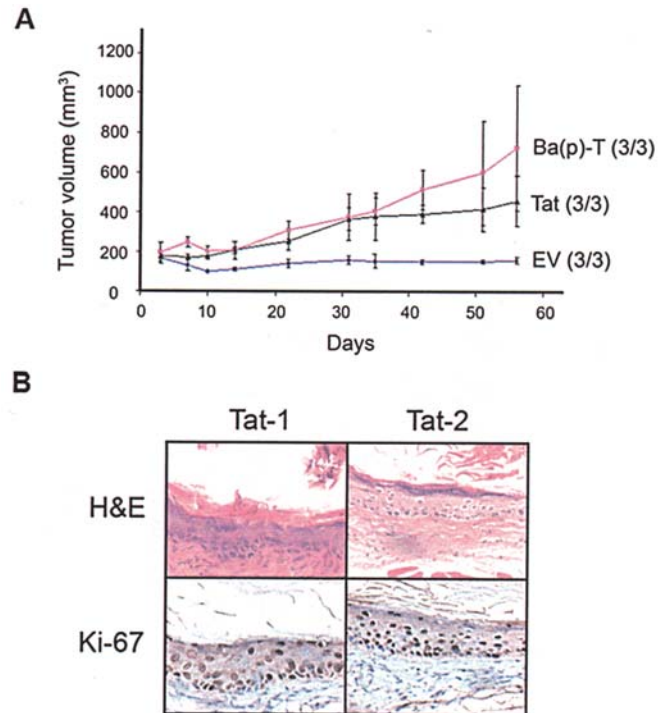 A
Tumor volume (mm³)
1200
1000
800
600
400
200
0
0 10 20 30 40 50 60
Days
Ba(p)-T (3/3)
Tat (3/3)
EV (3/3)
B
Tat-1 Tat-2
H&E
Ki-67